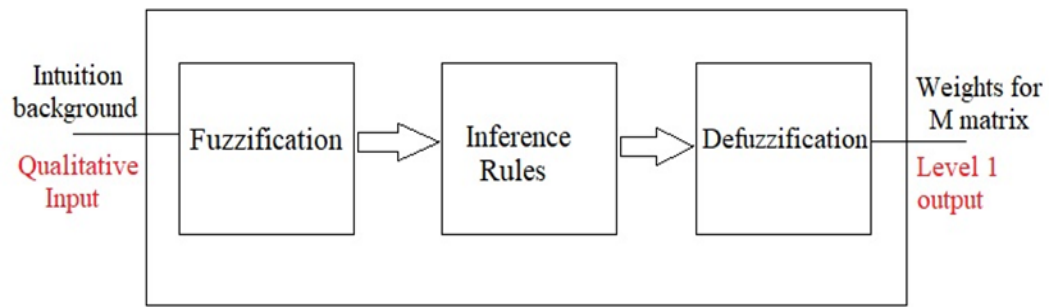 Intuition
background
Qualitative
Input
Fuzzification
Inference
Rules
Defuzzification
Weights for
M matrix
Level 1
output